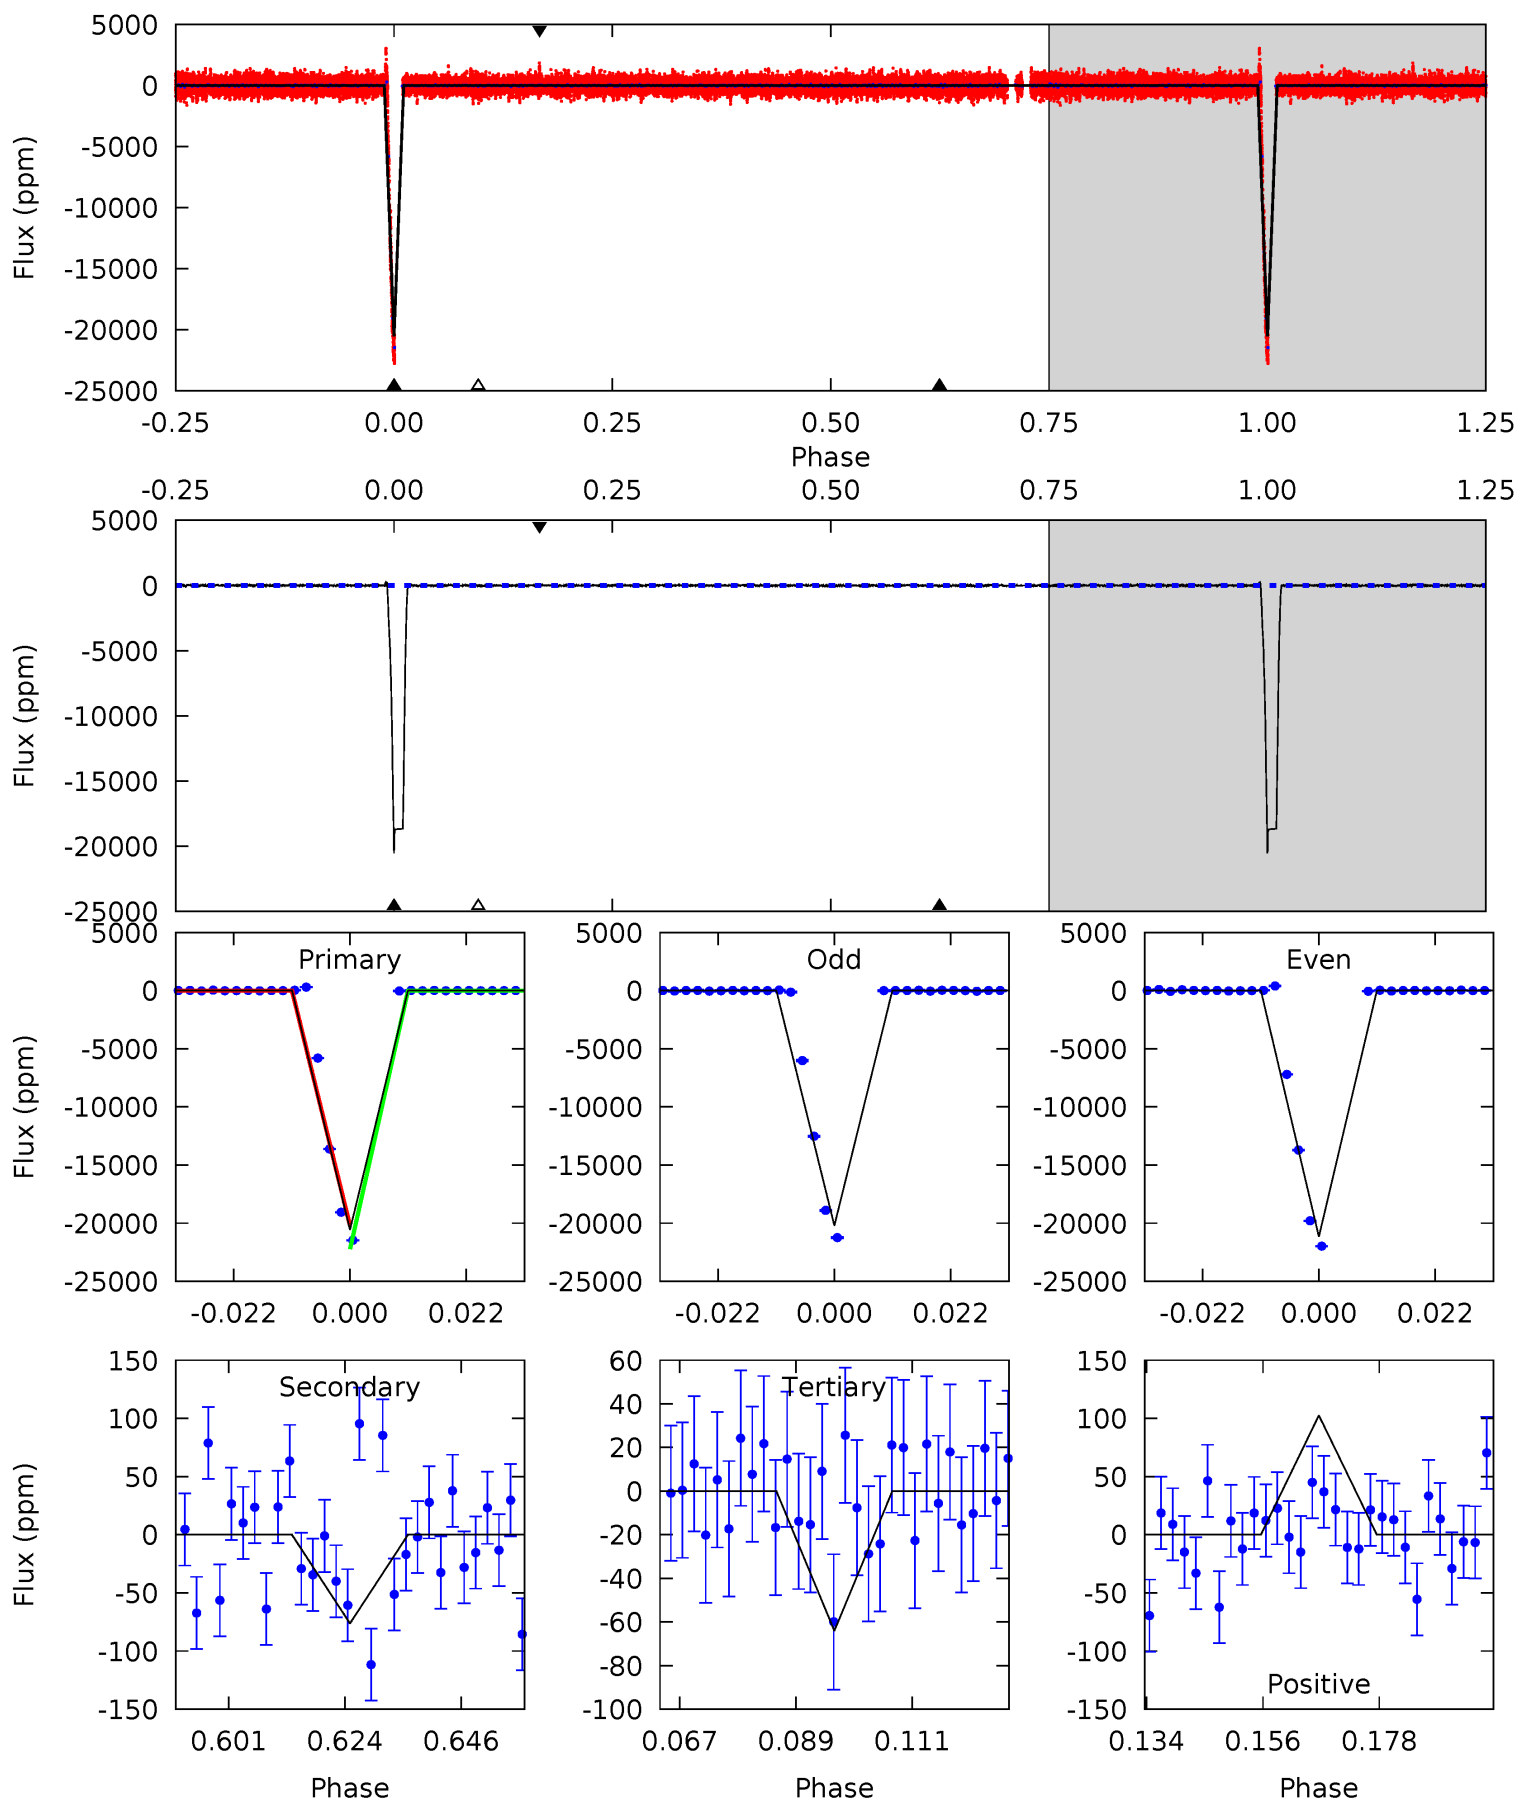 5000
0
-5000
-10000
-15000
-20000
-25000
Flux (ppm)
-0.25 0.00 0.25 0.50 0.75 1.00 1.25
Phase
-0.25 0.00 0.25 0.50 0.75 1.00 1.25
5000
0
-5000
-10000
-15000
-20000
-25000
Flux (ppm)
Primary Odd Even
5000 5000 5000
0 0 0
-5000 -5000 -5000
-10000 -10000 -10000
-15000 -15000 -15000
-20000 -20000 -20000
-25000 -25000 -25000
Flux (ppm)
-0.022 0.000 0.022 -0.022 0.000 0.022 -0.022 0.000 0.022
Secondary
150
100
50
0
-50
-100
-150
Flux (ppm)
0.601 0.624 0.646
Phase
Tertiary
60
40
20
0
-20
-40
-60
-80
-100
0.067 0.089 0.111
Phase
150
100
50
0
-50
-100
-150
Positive
0.134 0.156 0.178
Phase